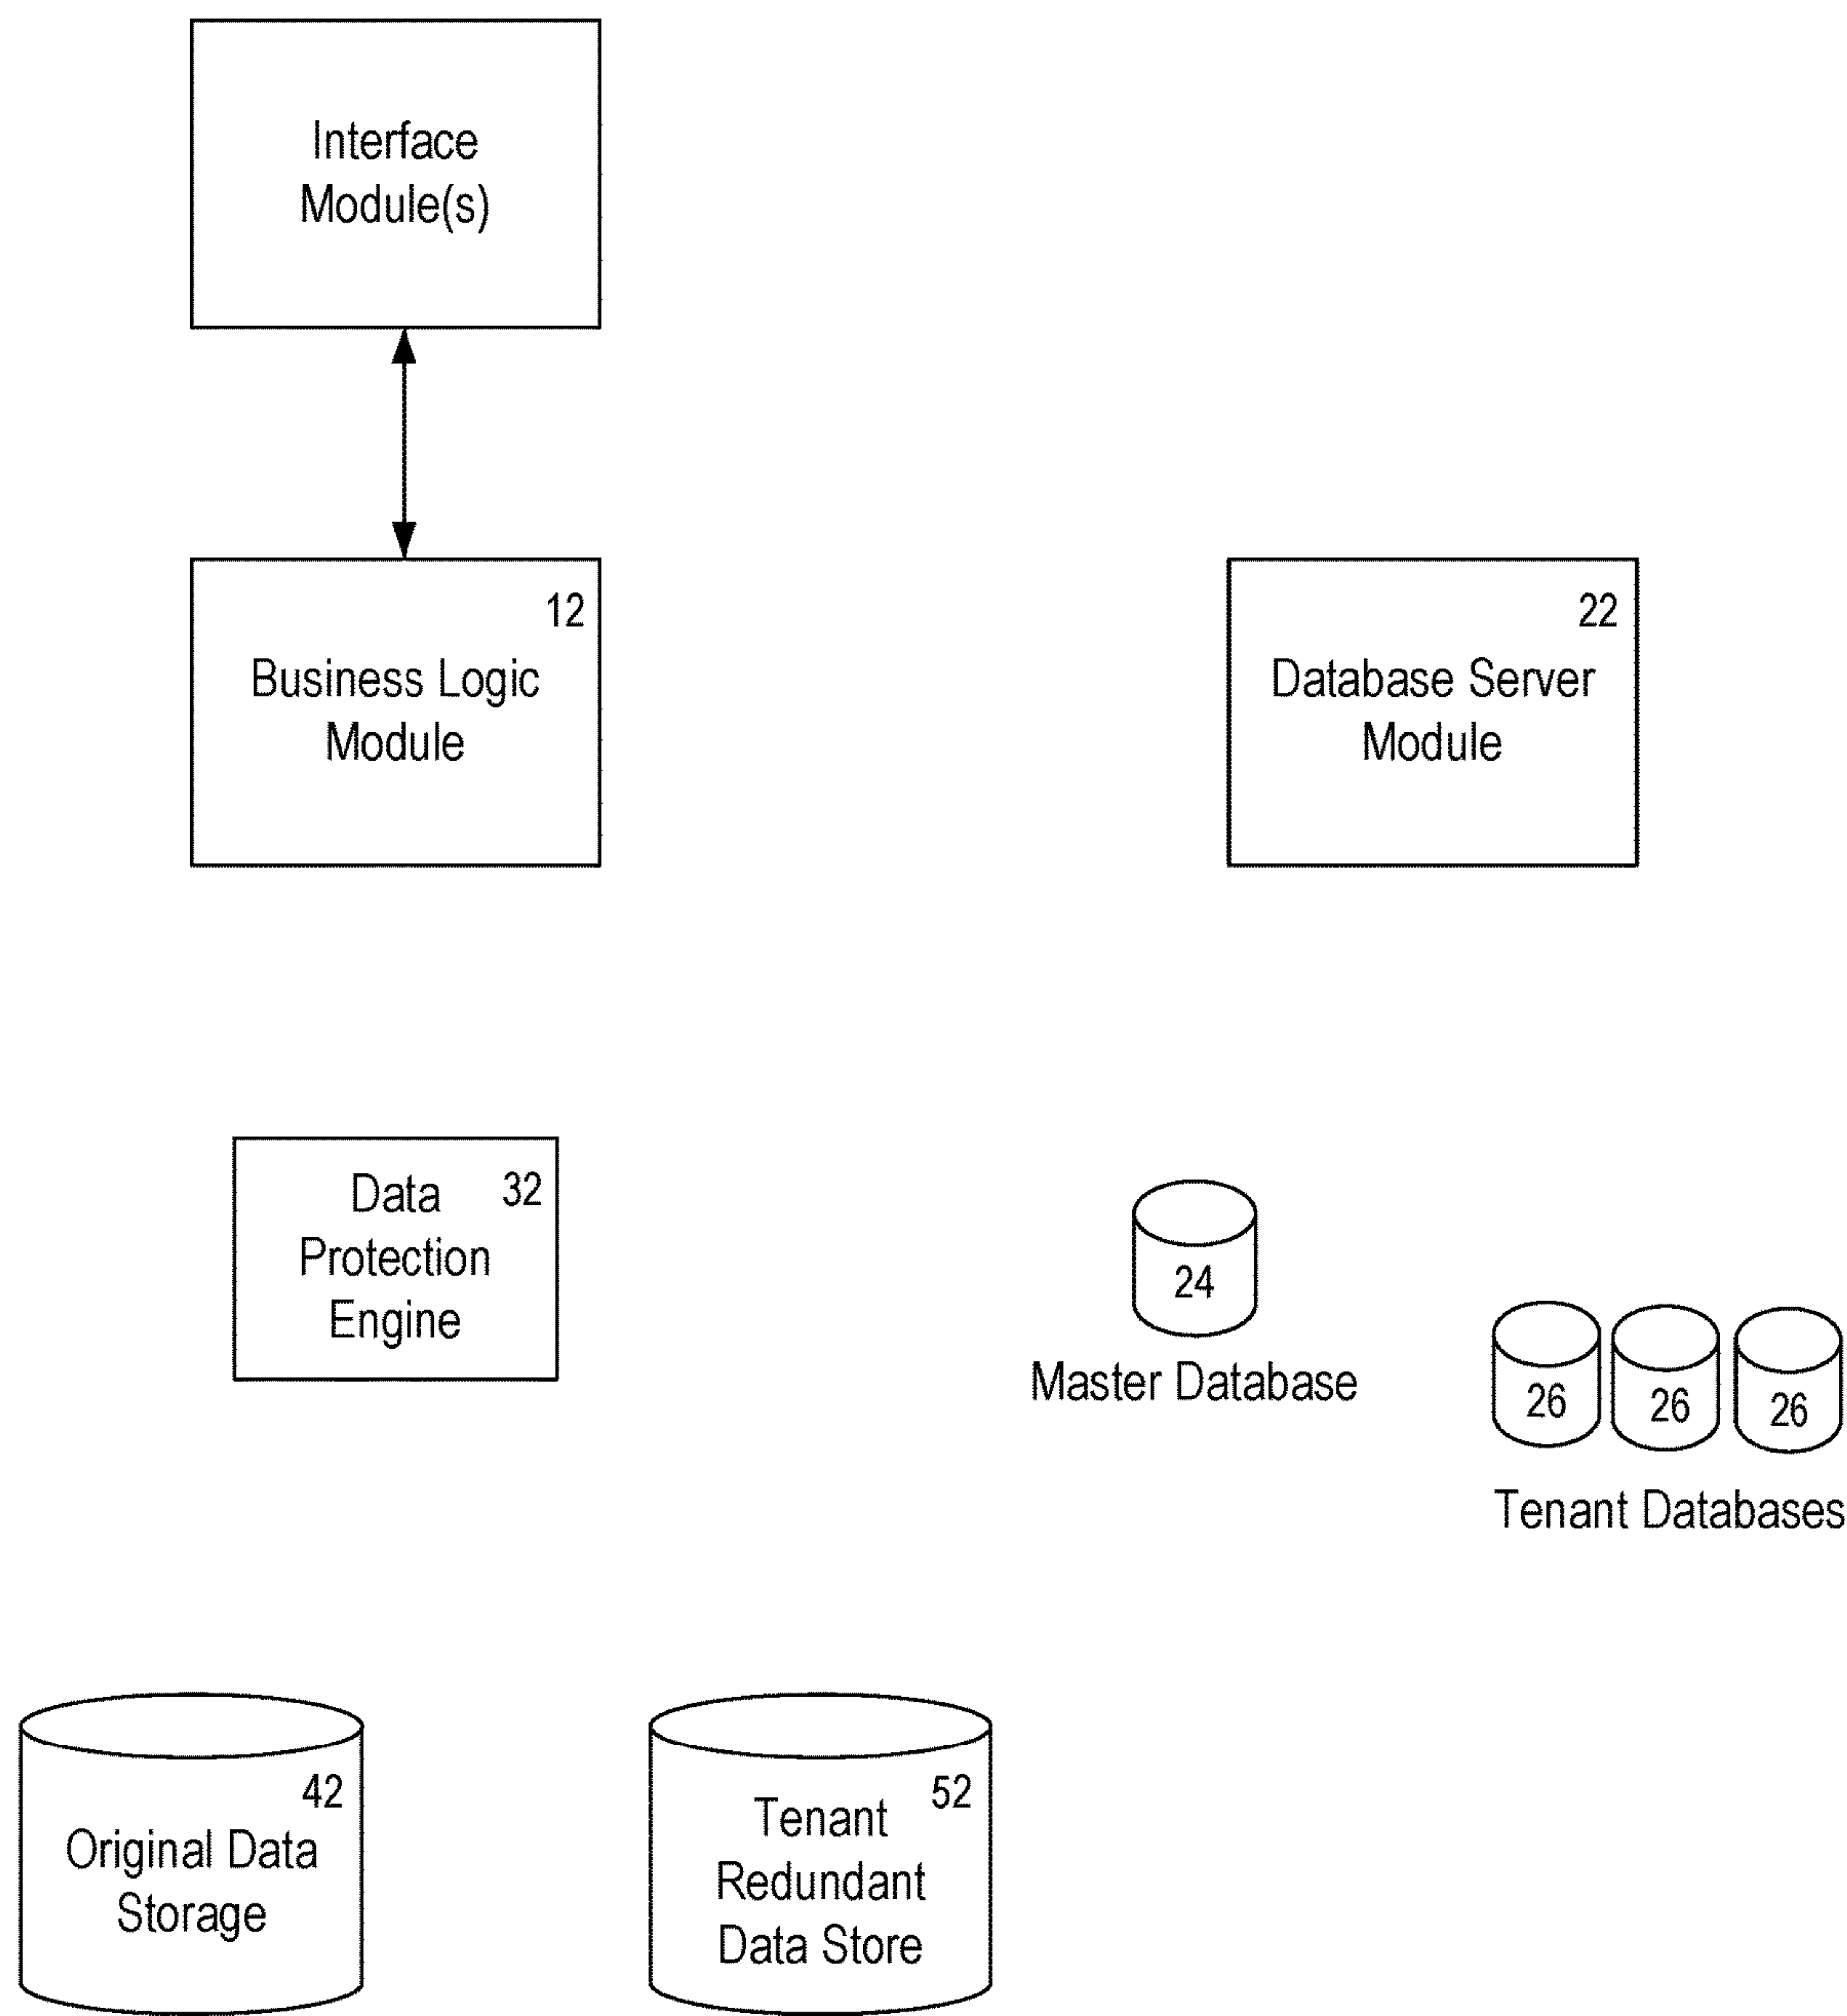 Interface
Module(s)
12
Business Logic
Module
22
Database Server
Module
32
Data
Protection
Engine
24
Master Database
26 26 26
Tenant Databases
42
Original Data
Storage
52
Tenant
Redundant
Data Store